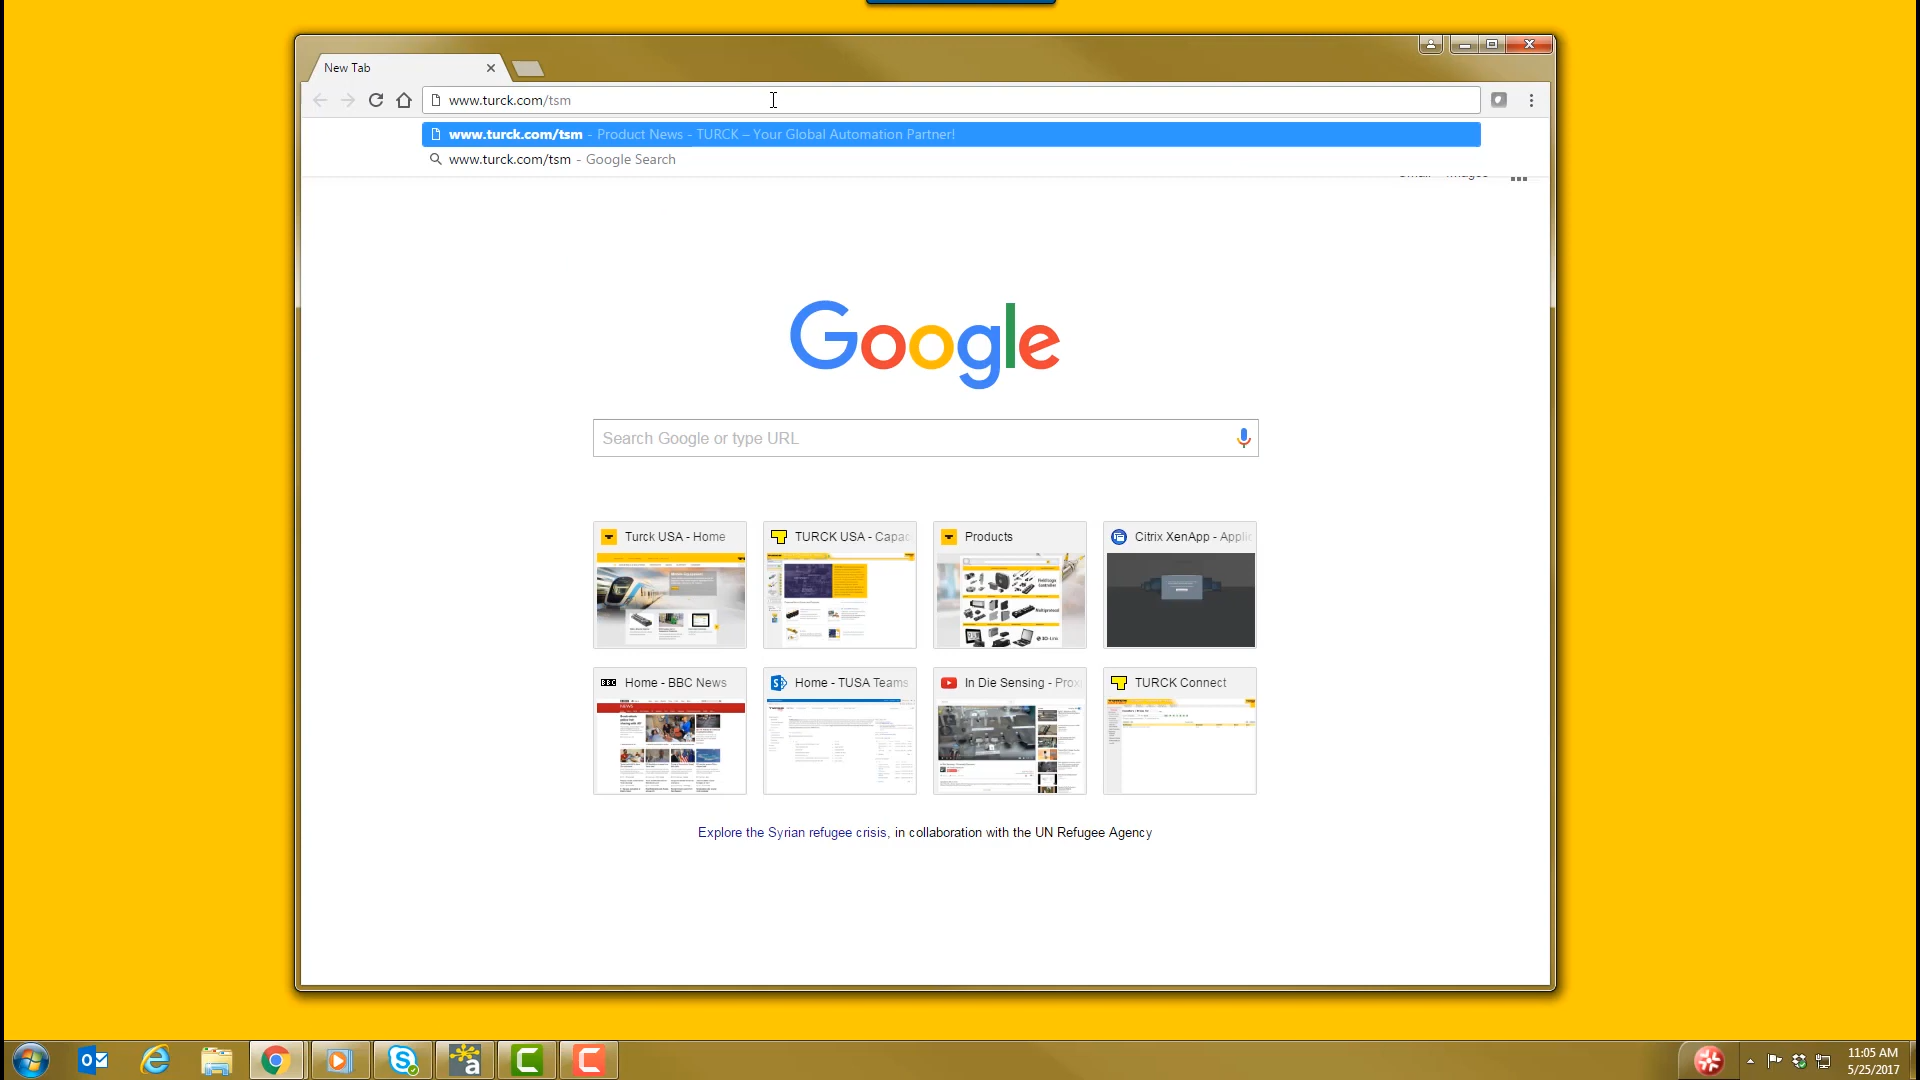 New Tab
www.turck.com/tsm
www.turck.com/tsm - Product News - TURCK – Your Global Automation Partner!
www.turck.com/tsm - Google Search
Google
Search Google or type URL
Turck USA - Home
TURCK USA - Capac
Products
Citrix XenApp - Applic
BBC
Home - BBC News
Home - TUSA Teams
In Die Sensing - Prox
TURCK Connect
Explore the Syrian refugee crisis, in collaboration with the UN Refugee Agency
11:05 AM
5/25/2017